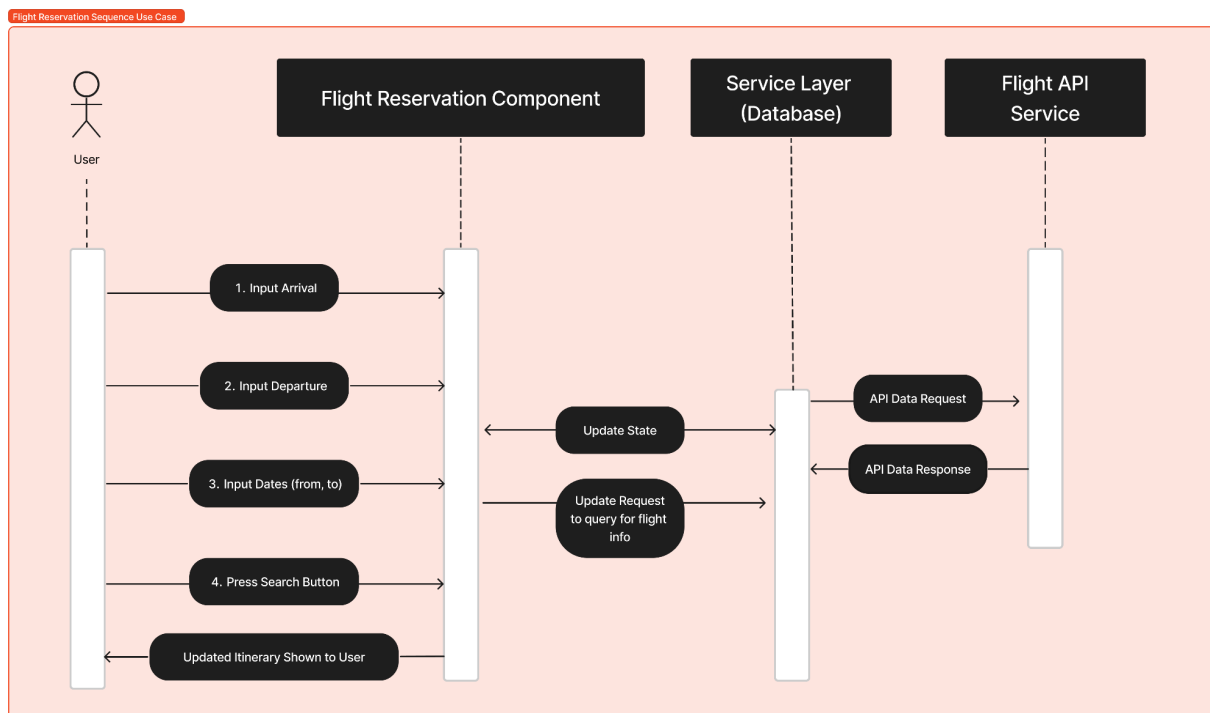 Flight Reservation Sequence Use Case
User
Flight Reservation Component
Service Layer
(Database)
Flight API
Service
1. Input Arrival
2. Input Departure
API Data Request
Update State
API Data Response
3. Input Dates (from, to)
Update Request
to query for flight
info
4. Press Search Button
Updated Itinerary Shown to User